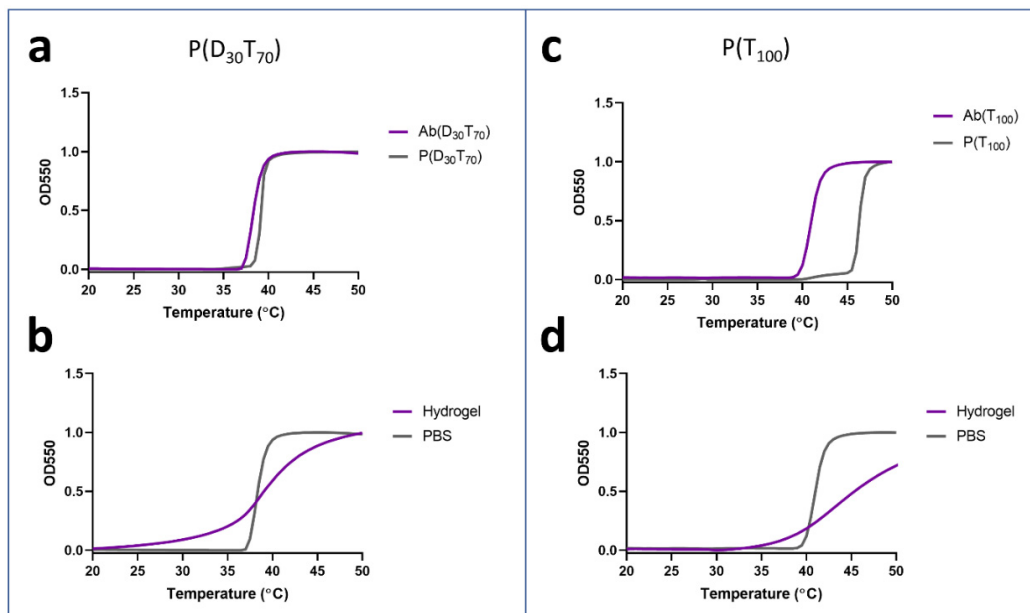 a
P(D₃₀T₇₀)
1.5
1.0
0.5
0.0
OD550
20 25 30 35 40 45 50
Temperature (°C)
Ab(D₃₀T₇₀)
P(D₃₀T₇₀)
b
1.5
1.0
0.5
0.0
OD550
20 25 30 35 40 45 50
Temperature (°C)
Hydrogel
PBS
c
P(T₁₀₀)
1.5
1.0
0.5
0.0
OD550
20 25 30 35 40 45 50
Temperature (°C)
Ab(T₁₀₀)
P(T₁₀₀)
d
1.5
1.0
0.5
0.0
OD550
20 25 30 35 40 45 50
Temperature (°C)
Hydrogel
PBS